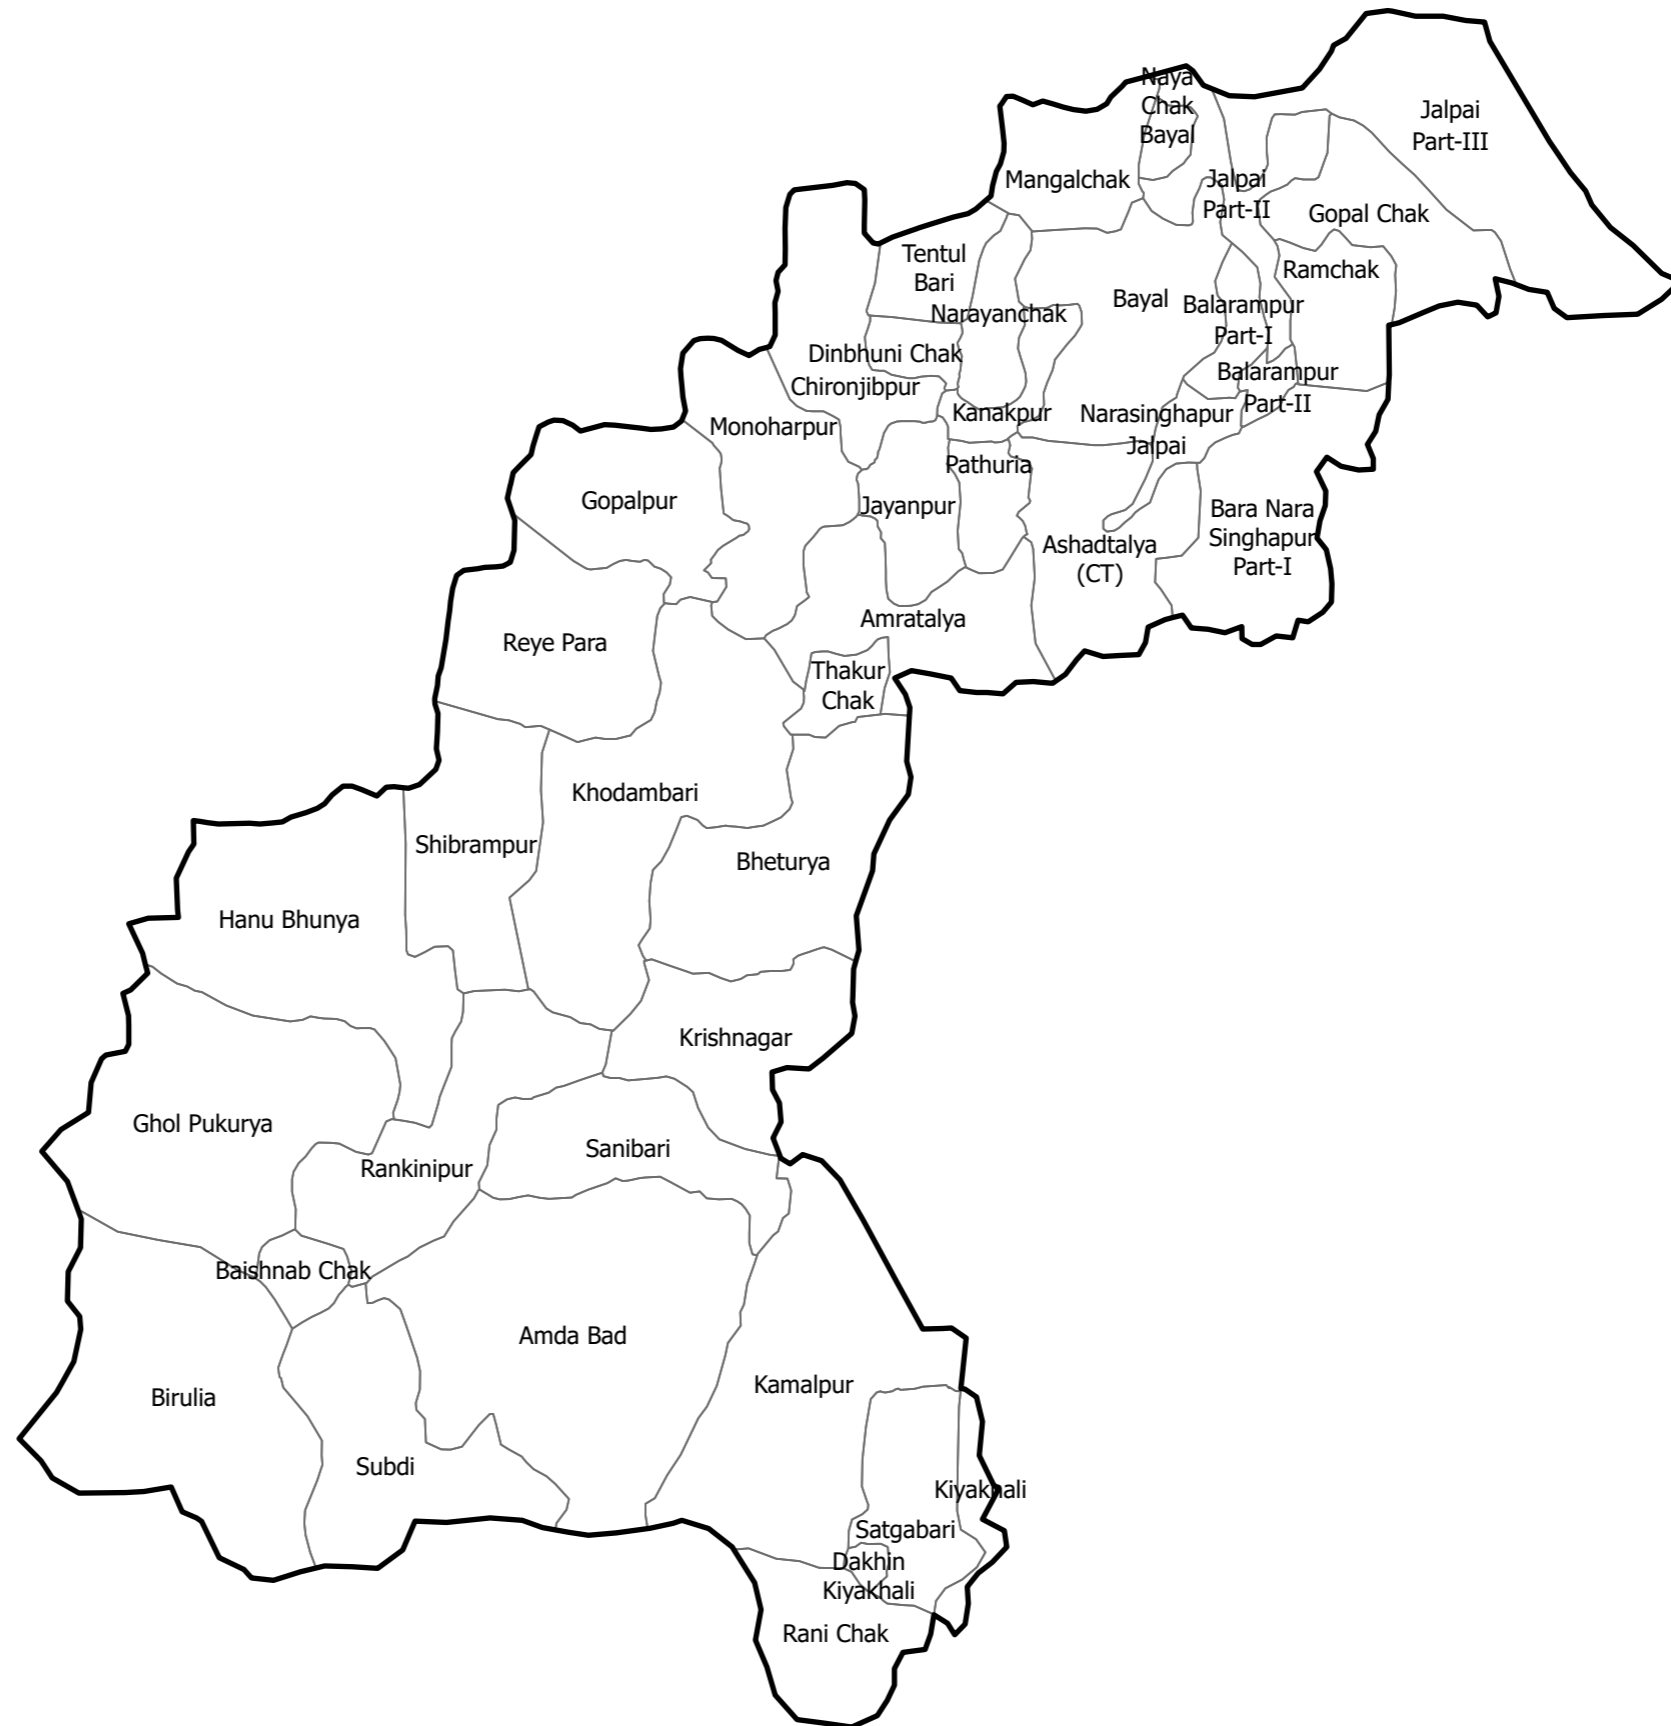 Naya
Chak
Bayal
Jalpai
Part-III
Mangalchak
Jalpai
Part-II
Gopal Chak
Tentul
Bari
Ramchak
Bayal
Balarampur
Part-I
Narayanchak
Dinbhuni Chak
Chironjibpur
Balarampur
Part-II
Kanakpur
Narasinghapur
Jalpai
Monoharpur
Pathuria
Gopalpur
Jayanpur
Bara Nara
Singhapur
Part-I
Ashadtalya
(CT)
Amratalya
Reye Para
Thakur
Chak
Khodambari
Shibrampur
Bheturya
Hanu Bhunya
Krishnagar
Ghol Pukurya
Sanibari
Rankinipur
Baishnab Chak
Amda Bad
Kamalpur
Birulia
Subdi
Kiyakhali
Satgabari
Dakhin
Kiyakhali
Rani Chak